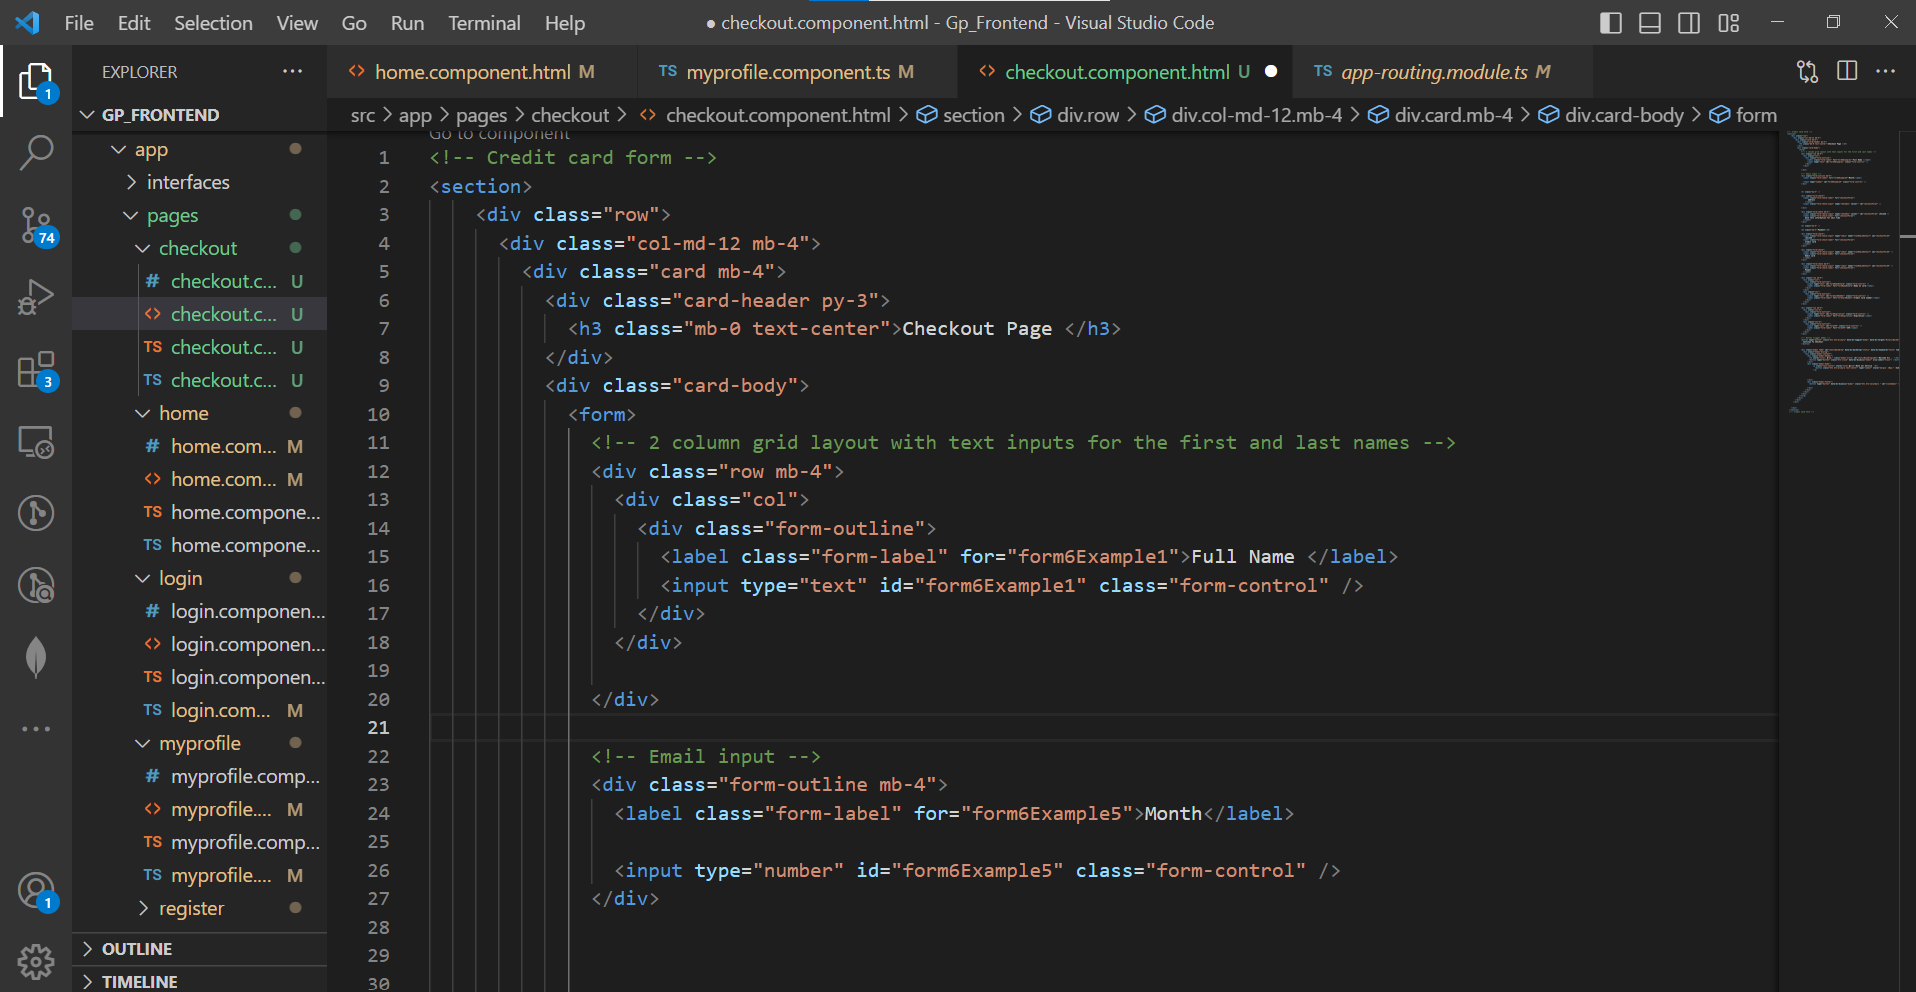 File Edit Selection View Go Run Terminal Help
● checkout.component.html - Gp_Frontend - Visual Studio Code
EXPLORER ···
<> home.component.html M
TS myprofile.component.ts M
<> checkout.component.html U ●
TS app-routing.module.ts M
GP_FRONTEND
src > app > pages > checkout > <> checkout.component.html > section > div.row > div.col-md-12.mb-4 > div.card.mb-4 > div.card-body > form
app
interfaces
pages
checkout
# checkout.c... U
<> checkout.c... U
TS checkout.c... U
TS checkout.c... U
home
# home.com... M
<> home.com... M
TS home.compone...
TS home.compone...
login
# login.componen...
<> login.componen...
TS login.componen...
TS login.com... M
myprofile
# myprofile.comp...
<> myprofile.... M
TS myprofile.comp...
TS myprofile.... M
register
OUTLINE
TIMELINE
1
74
3
1
Go to component
1 <!-- Credit card form -->
2 <section>
3 <div class="row">
4 <div class="col-md-12 mb-4">
5 <div class="card mb-4">
6 <div class="card-header py-3">
7 <h3 class="mb-0 text-center">Checkout Page </h3>
8 </div>
9 <div class="card-body">
10 <form>
11 <!-- 2 column grid layout with text inputs for the first and last names -->
12 <div class="row mb-4">
13 <div class="col">
14 <div class="form-outline">
15 <label class="form-label" for="form6Example1">Full Name </label>
16 <input type="text" id="form6Example1" class="form-control" />
17 </div>
18 </div>
19
20 </div>
21
22 <!-- Email input -->
23 <div class="form-outline mb-4">
24 <label class="form-label" for="form6Example5">Month</label>
25
26 <input type="number" id="form6Example5" class="form-control" />
27 </div>
28
29
30